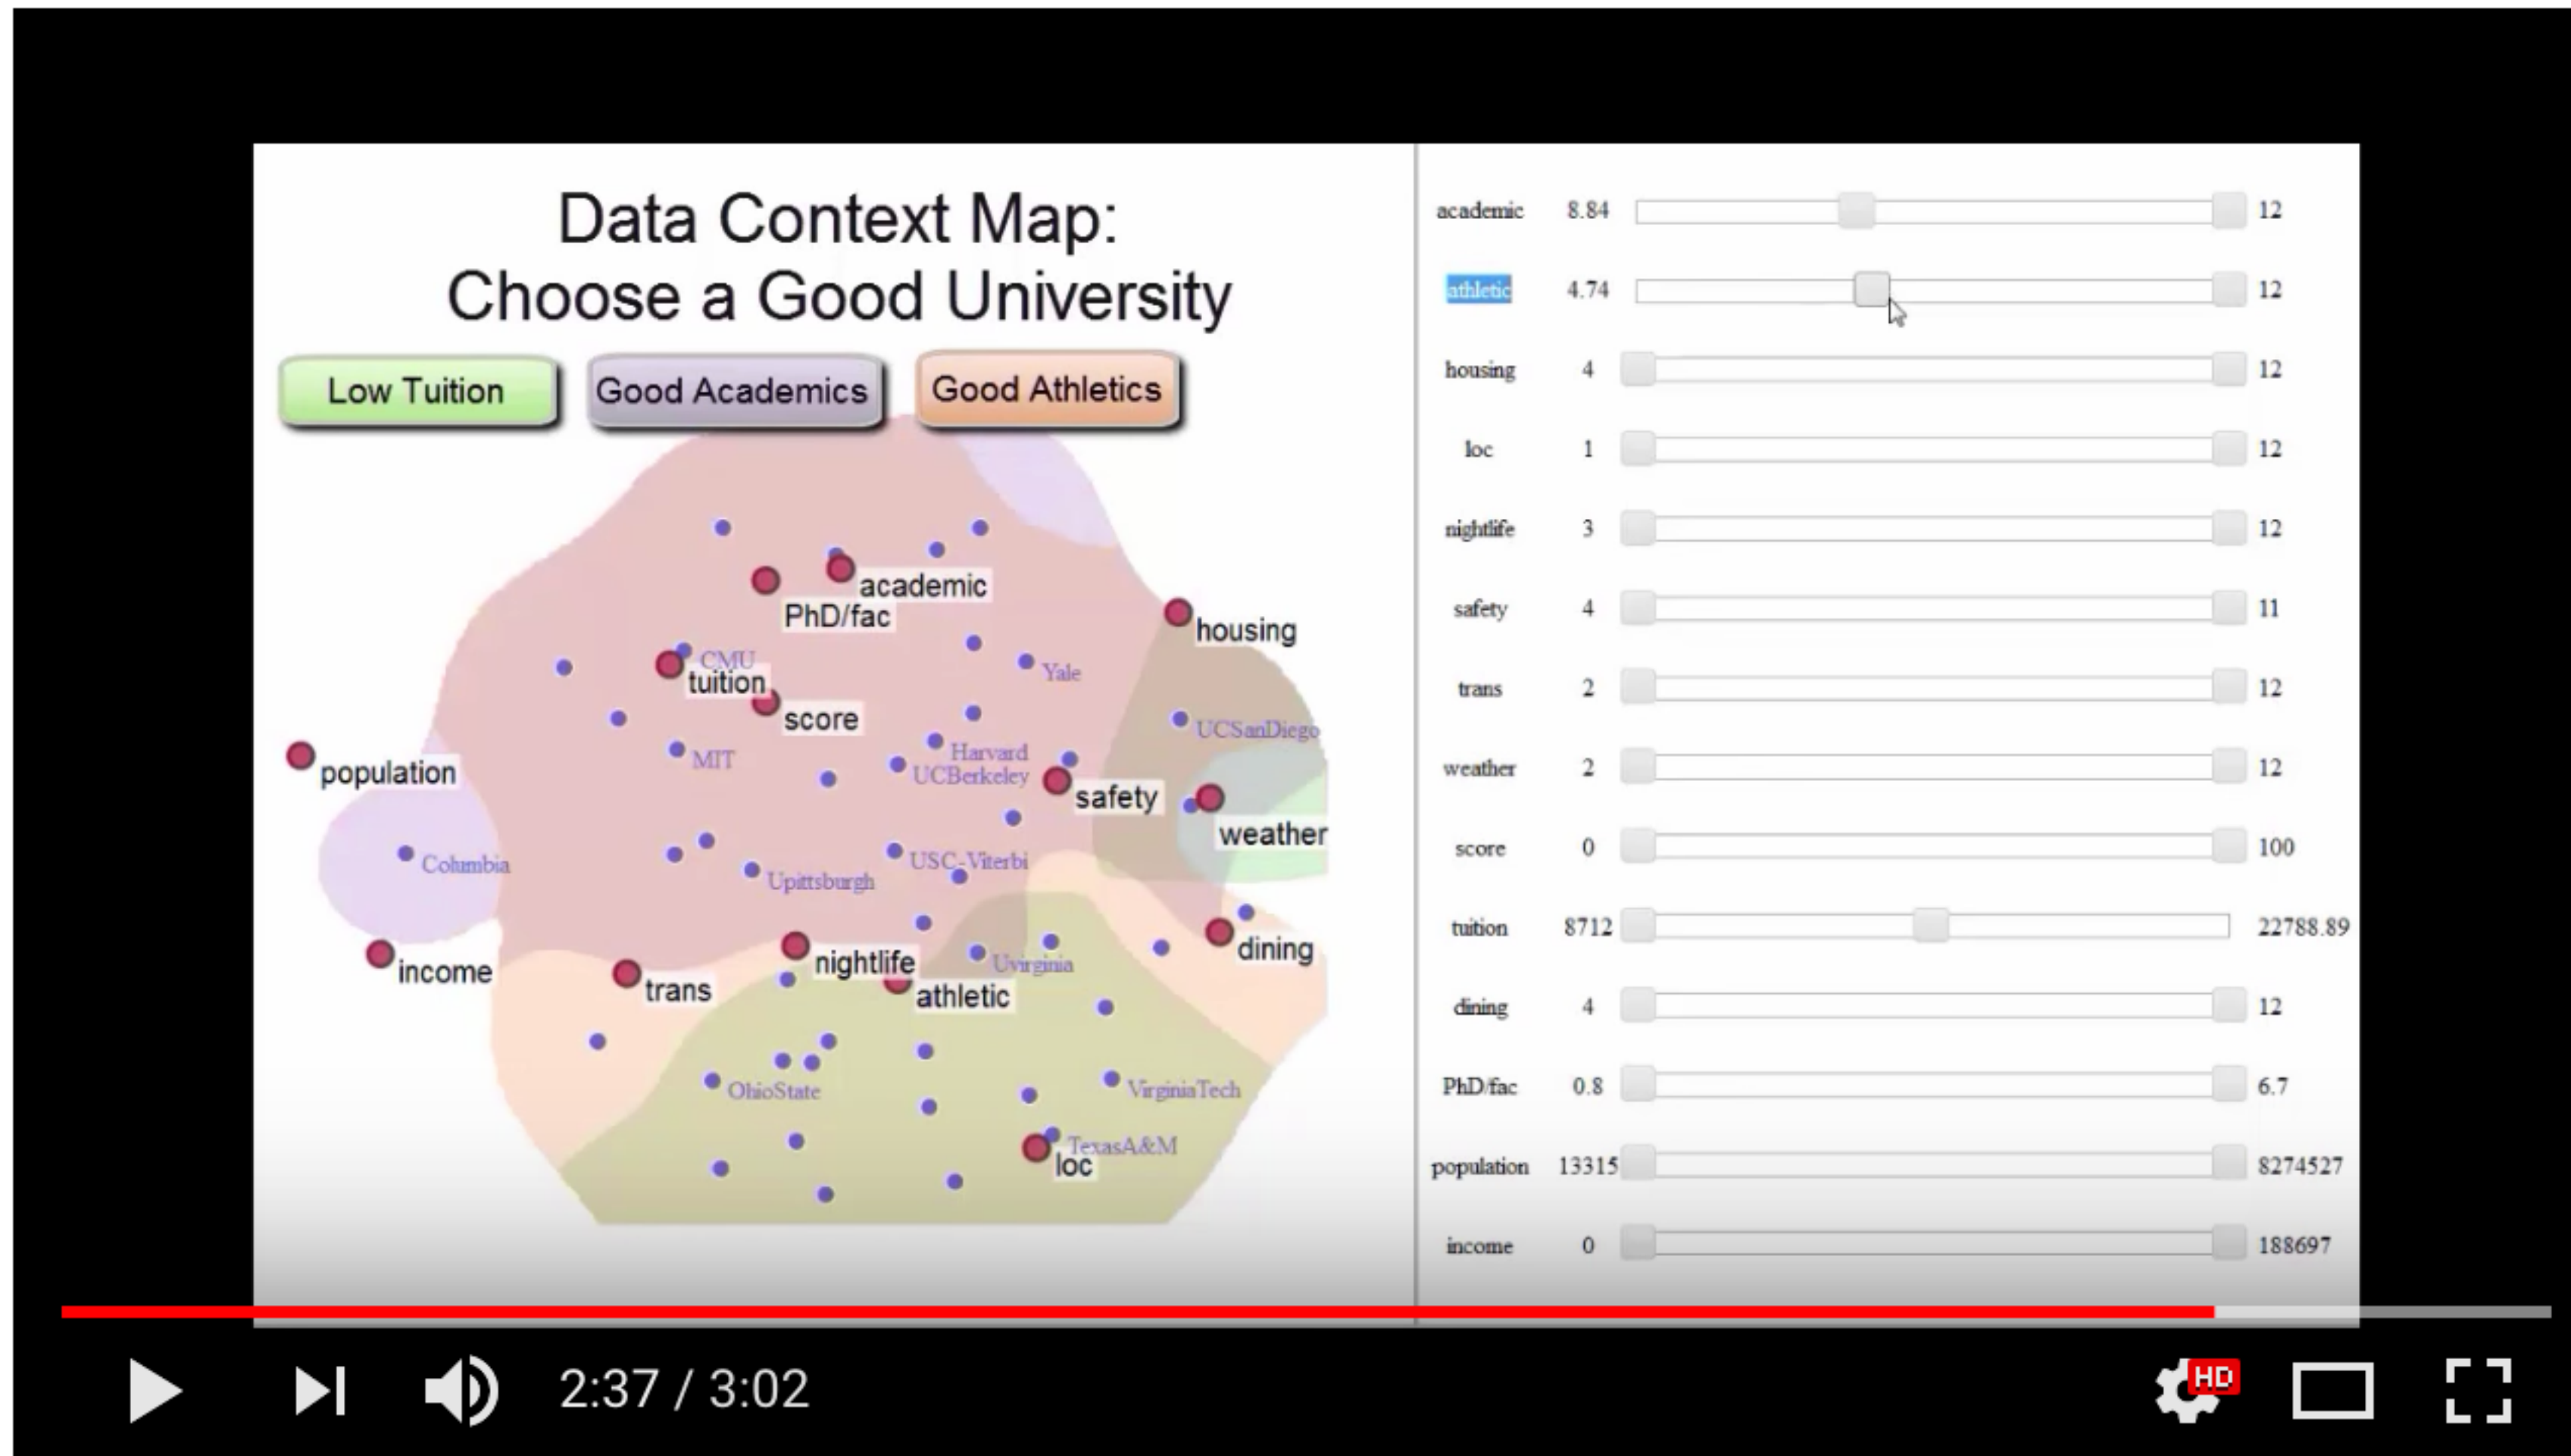 Data Context Map:
Choose a Good University
Low Tuition
Good Academics
Good Athletics
academic
PhD/fac
housing
CMU
tuition
Yale
score
UCSanDiego
MIT
Harvard
UCBerkeley
population
safety
weather
Columbia
USC-Viterbi
Upittsburgh
dining
nightlife
Uvirginia
income
trans
athletic
OhioState
VirginiaTech
TexasA&M
loc
academic 8.84 12
athletic 4.74 12
housing 4 12
loc 1 12
nightlife 3 12
safety 4 11
trans 2 12
weather 2 12
score 0 100
tuition 8712 22788.89
dining 4 12
PhD/fac 0.8 6.7
population 13315 8274527
income 0 188697
2:37 / 3:02
HD